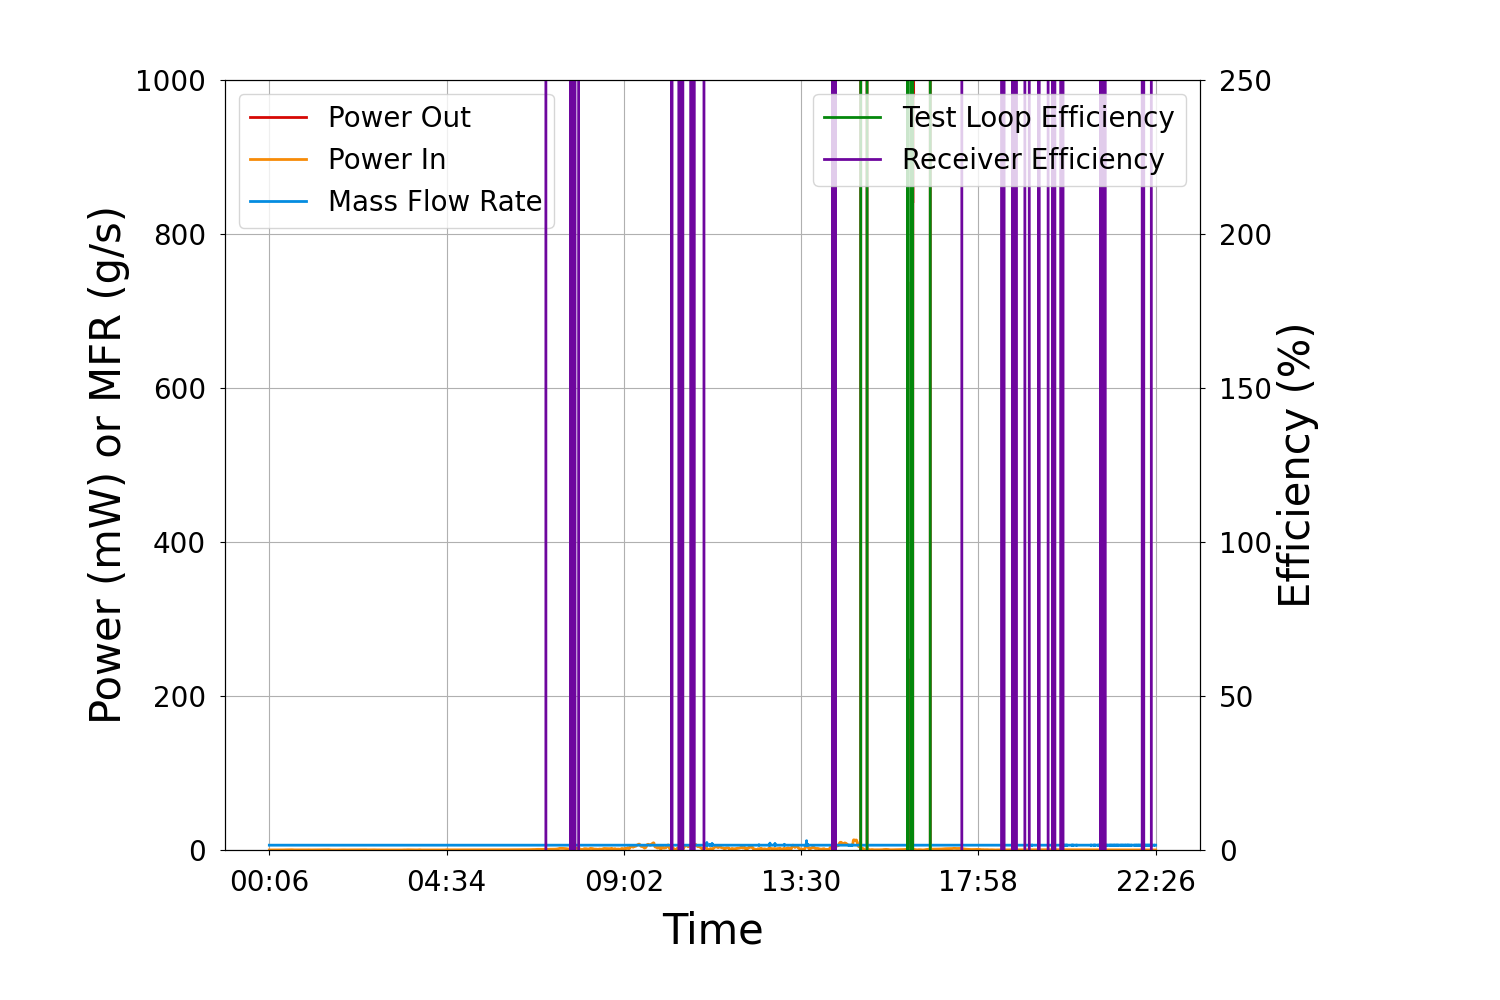 1000
800
600
400
200
0
Power (mW) or MFR (g/s)
Power Out
Power In
Mass Flow Rate
Test Loop Efficiency
Receiver Efficiency
250
200
150
100
50
0
Efficiency (%)
00:06 04:34 09:02 13:30 17:58 22:26
Time